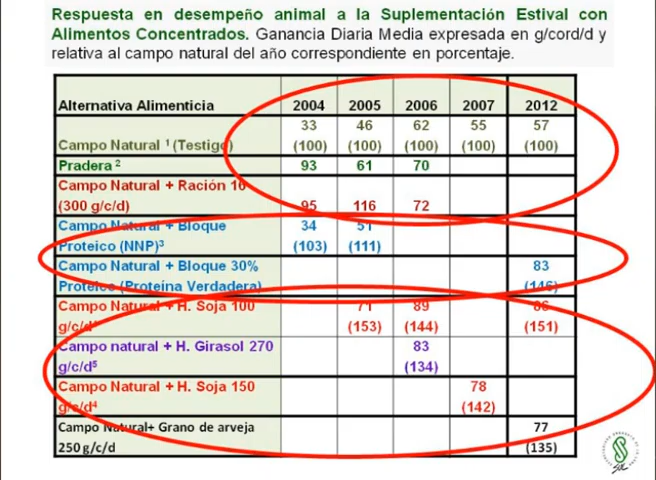 Respuesta en desempeño animal a la Suplementación Estival con
Alimentos Concentrados. Ganancia Diaria Media expresada en g/cord/d y
relativa al campo natural del año correspondiente en porcentaje.
Alternativa Alimenticia 2004 2005 2006 2007 2012
33 46 62 55 57
Campo Natural ¹ (Testigo) (100) (100) (100) (100) (100)
Pradera ² 93 61 70
Campo Natural + Ración 16
(300 g/c/d) 95 116 72
Campo Natural + Bloque 34 51
Proteico (NNP)³ (103) (111)
Campo Natural + Bloque 30% 83
Proteico (Proteína Verdadera) (146)
Campo Natural + H. Soja 100 71 89 86
g/c/d⁴ (153) (144) (151)
Campo natural + H. Girasol 270 83
g/c/d⁵ (134)
Campo Natural + H. Soja 150 78
g/c/d⁴ (142)
Campo Natural+ Grano de arveja 77
250 g/c/d (135)